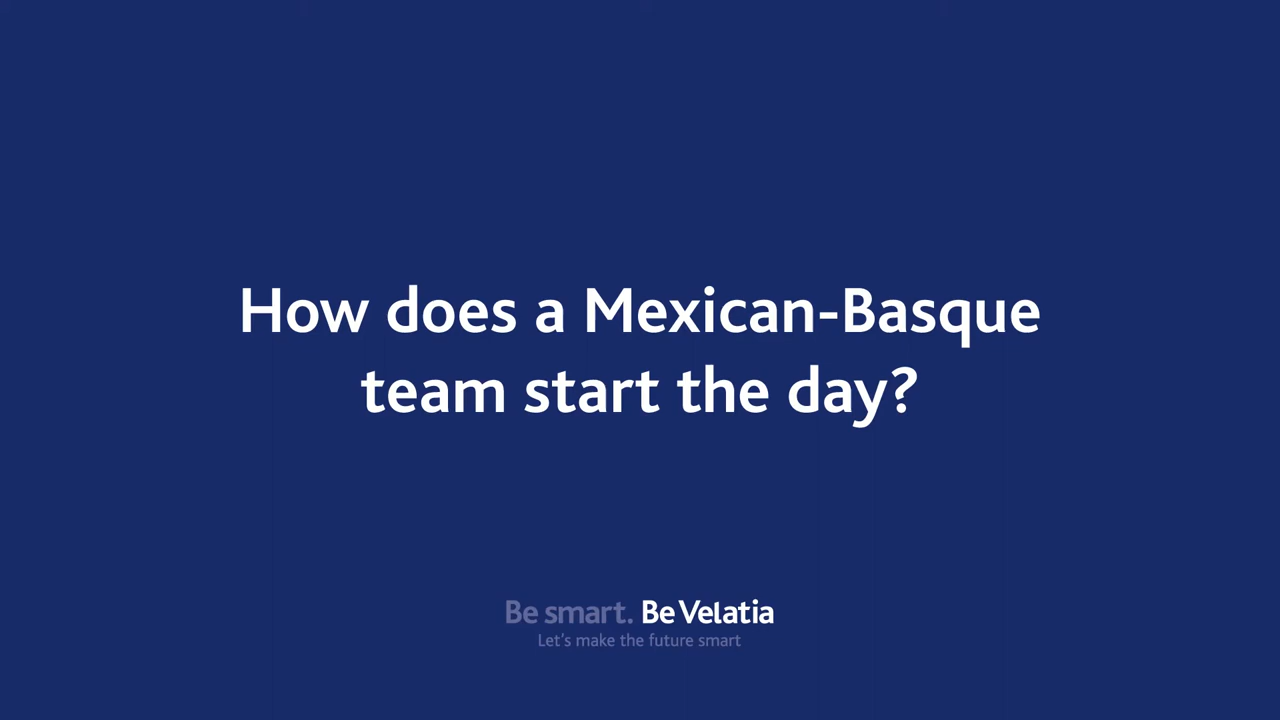 How does a Mexican-Basque
team start the day?
Be smart. Be Velatia
Let's make the future smart